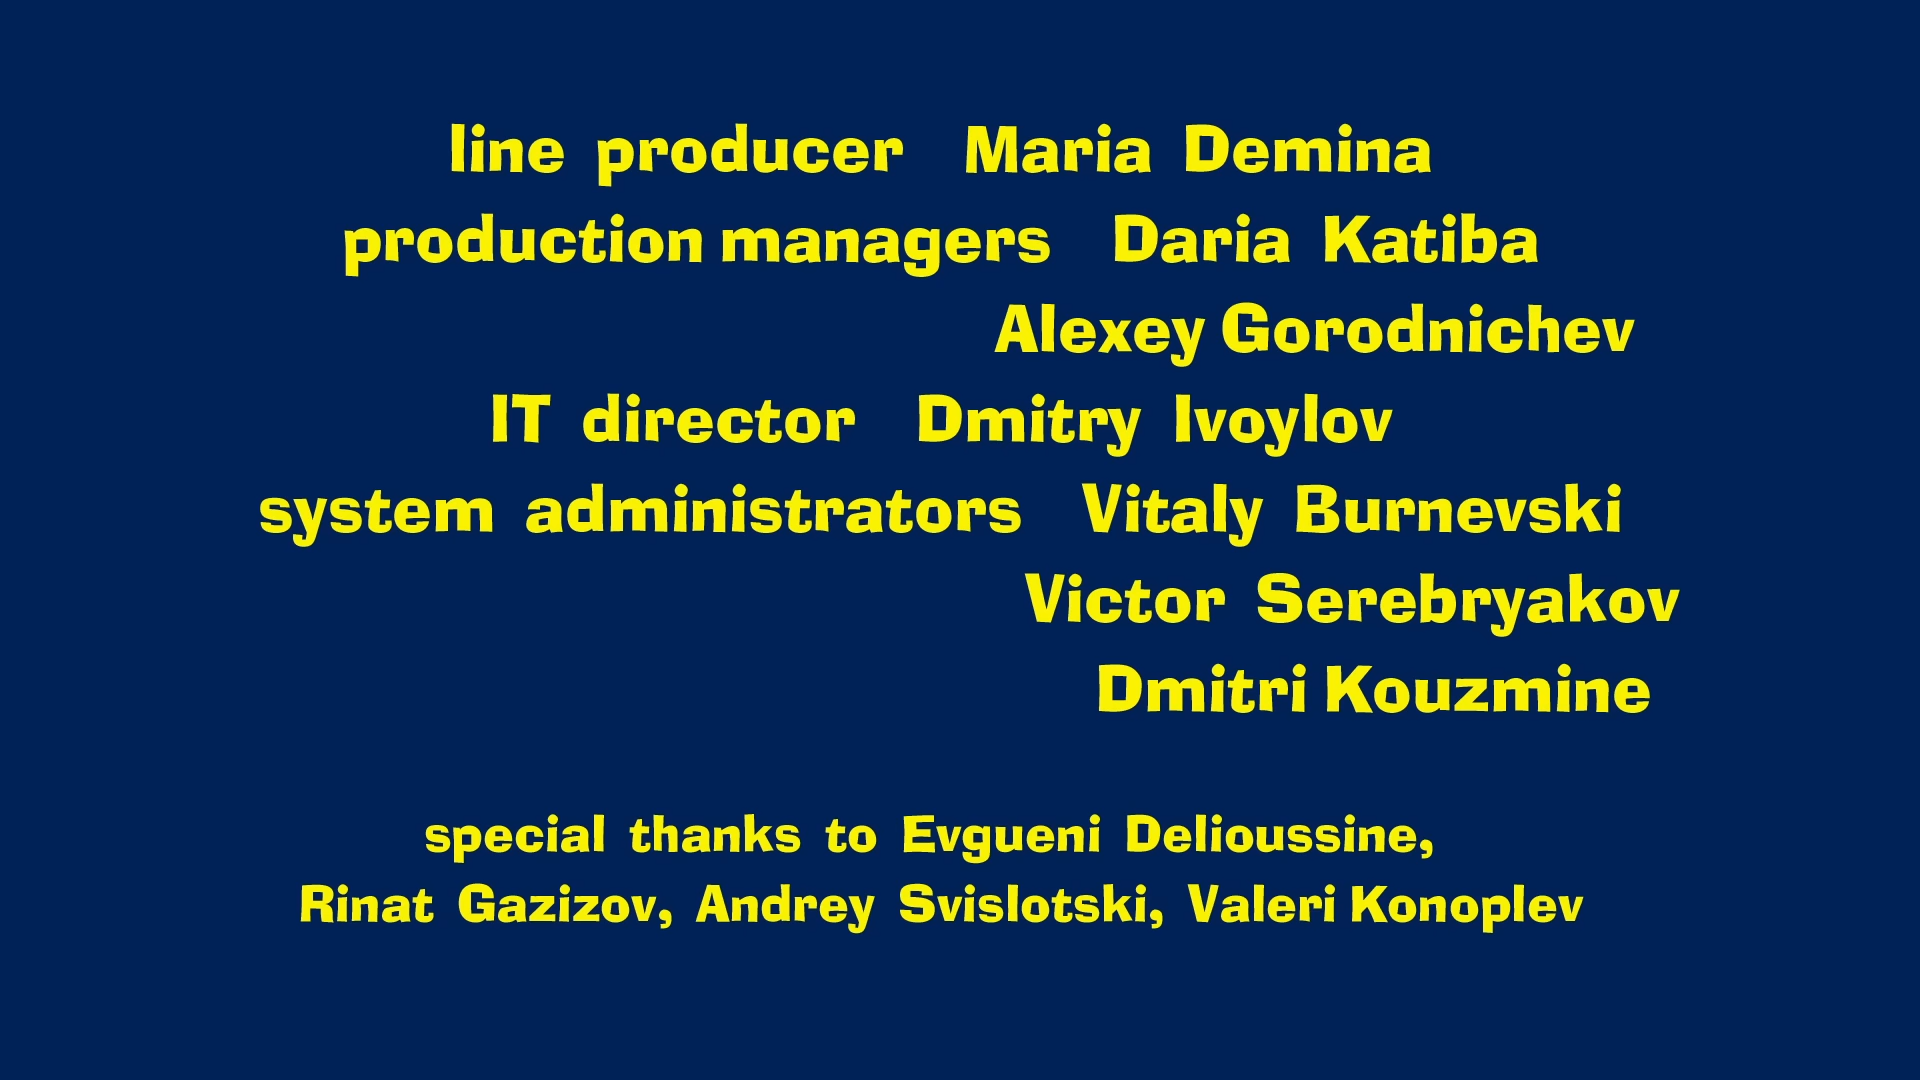 line producer Maria Demina
production managers Daria Katiba
Alexey Gorodnichev
IT director Dmitry Ivoylov
system administrators Vitaly Burnevski
Victor Serebryakov
Dmitri Kouzmine
special thanks to Evgueni Delioussine,
Rinat Gazizov, Andrey Svislotski, Valeri Konoplev